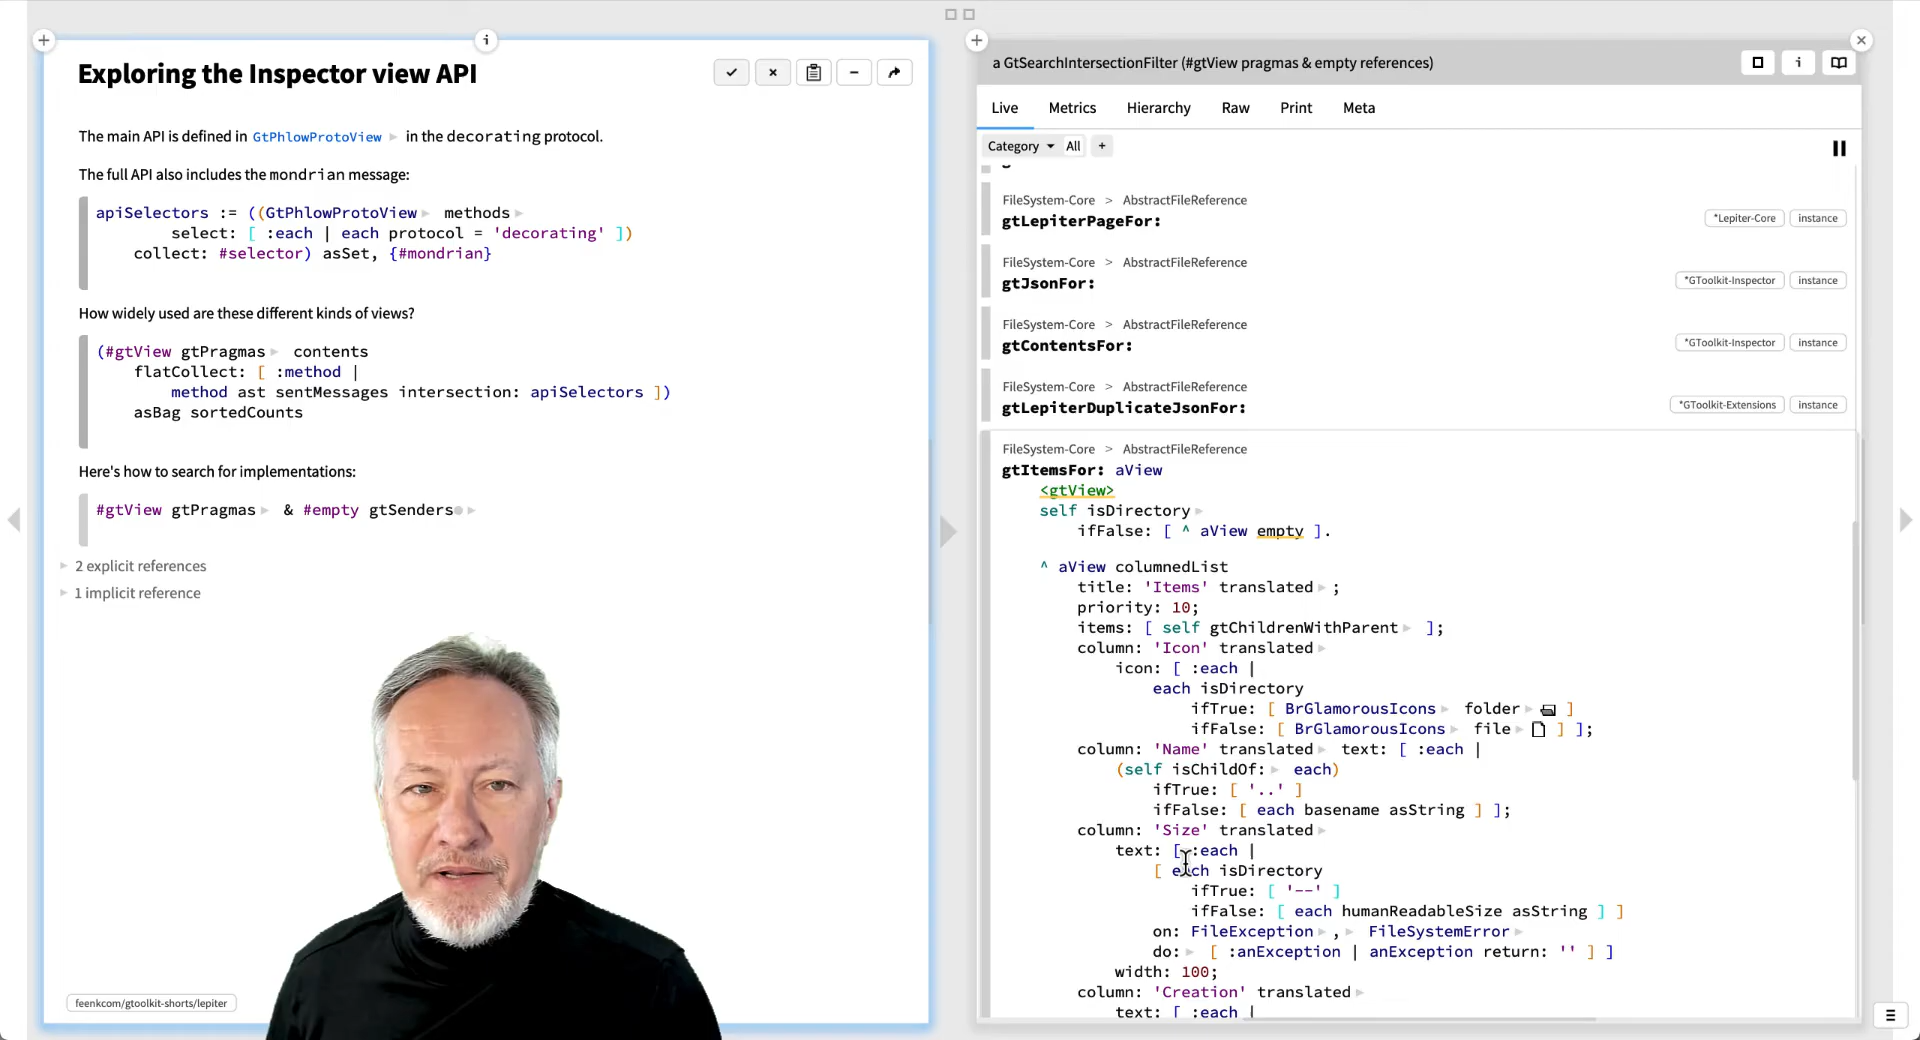 Exploring the Inspector view API
The main API is defined in GtPhlowProtoView in the decorating protocol.
The full API also includes the mondrian message:
apiSelectors := ((GtPhlowProtoView methods
select: [ :each | each protocol = 'decorating' ])
collect: #selector) asSet, {#mondrian}
How widely used are these different kinds of views?
(#gtView gtPragmas contents
flatCollect: [ :method |
method ast sentMessages intersection: apiSelectors ])
asBag sortedCounts
Here's how to search for implementations:
#gtView gtPragmas & #empty gtSenders
2 explicit references
1 implicit reference
feenkcom/gtoolkit-shorts/lepiter
a GtSearchIntersectionFilter (#gtView pragmas & empty references)
Live Metrics Hierarchy Raw Print Meta
Category All +
FileSystem-Core > AbstractFileReference
gtLepiterPageFor: *Lepiter-Core instance
FileSystem-Core > AbstractFileReference
gtJsonFor: *GToolkit-Inspector instance
FileSystem-Core > AbstractFileReference
gtContentsFor: *GToolkit-Inspector instance
FileSystem-Core > AbstractFileReference
gtLepiterDuplicateJsonFor: *GToolkit-Extensions instance
FileSystem-Core > AbstractFileReference
gtItemsFor: aView
<gtView>
self isDirectory
ifFalse: [ ^ aView empty ].
^ aView columnedList
title: 'Items' translated ;
priority: 10;
items: [ self gtChildrenWithParent ];
column: 'Icon' translated
icon: [ :each |
each isDirectory
ifTrue: [ BrGlamorousIcons folder ]
ifFalse: [ BrGlamorousIcons file ] ];
column: 'Name' translated text: [ :each |
(self isChildOf: each)
ifTrue: [ '..' ]
ifFalse: [ each basename asString ] ];
column: 'Size' translated
text: [ :each |
[ each isDirectory
ifTrue: [ '--' ]
ifFalse: [ each humanReadableSize asString ] ]
on: FileException , FileSystemError
do: [ :anException | anException return: '' ] ]
width: 100;
column: 'Creation' translated
text: [ :each |